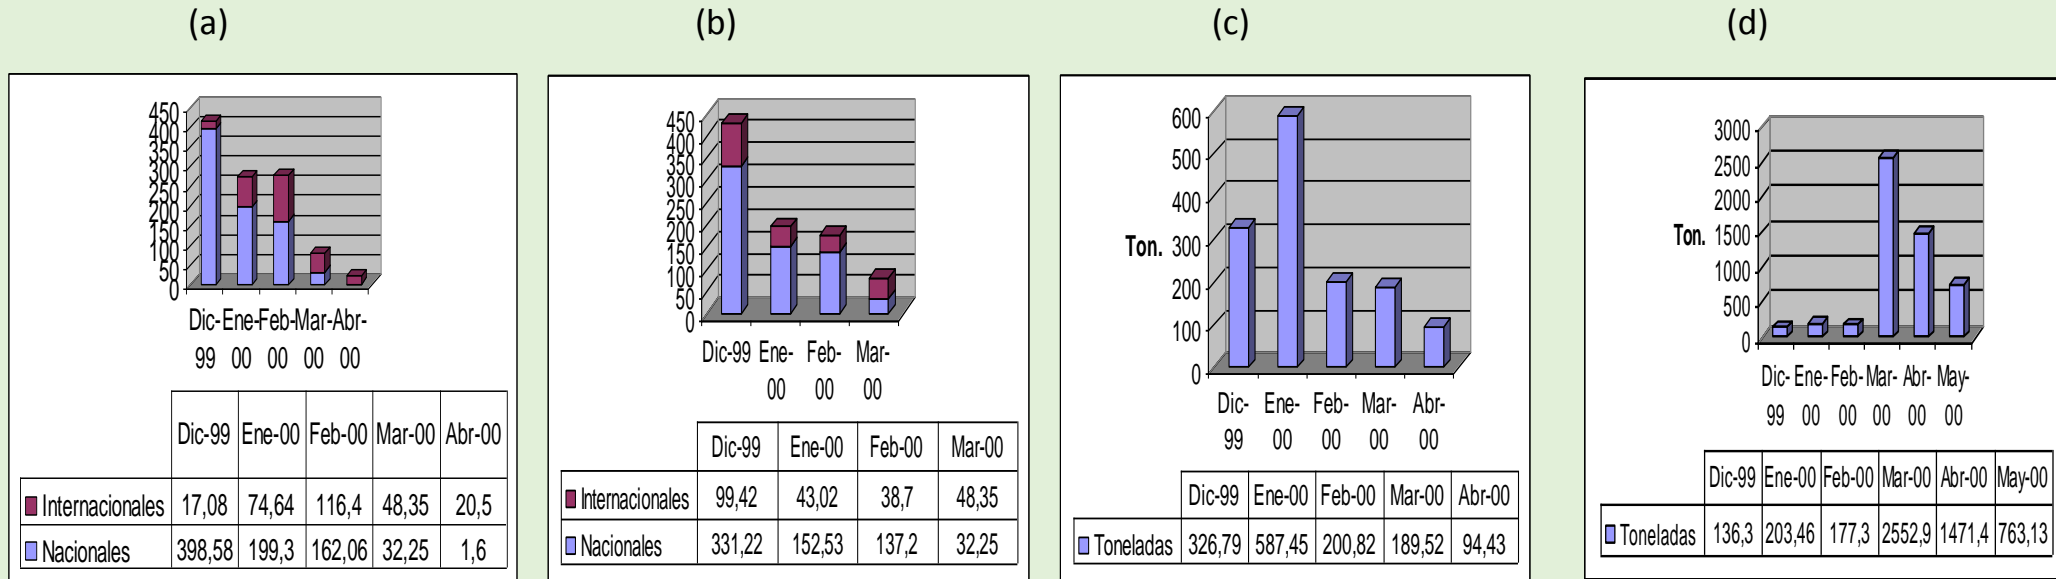 (a)
(b)
(c)
(d)
450
400
350
300
250
200
150
100
50
0
Dic-99 Ene-00 Feb-00 Mar-00 Abr-00
Dic-99 Ene-00 Feb-00 Mar-00 Abr-00
Internacionales 17,08 74,64 116,4 48,35 20,5
Nacionales 398,58 199,3 162,06 32,25 1,6
450
400
350
300
250
200
150
100
50
0
Dic-99 Ene-00 Feb-00 Mar-00
Dic-99 Ene-00 Feb-00 Mar-00
Internacionales 99,42 43,02 38,7 48,35
Nacionales 331,22 152,53 137,2 32,25
Ton.
600
500
400
300
200
100
0
Dic-99 Ene-00 Feb-00 Mar-00 Abr-00
Dic-99 Ene-00 Feb-00 Mar-00 Abr-00
Toneladas 326,79 587,45 200,82 189,52 94,43
Ton.
3000
2500
2000
1500
1000
500
0
Dic-99 Ene-00 Feb-00 Mar-00 Abr-00 May-00
Dic-99 Ene-00 Feb-00 Mar-00 Abr-00 May-00
Toneladas 136,3 203,46 177,3 2552,9 1471,4 763,13